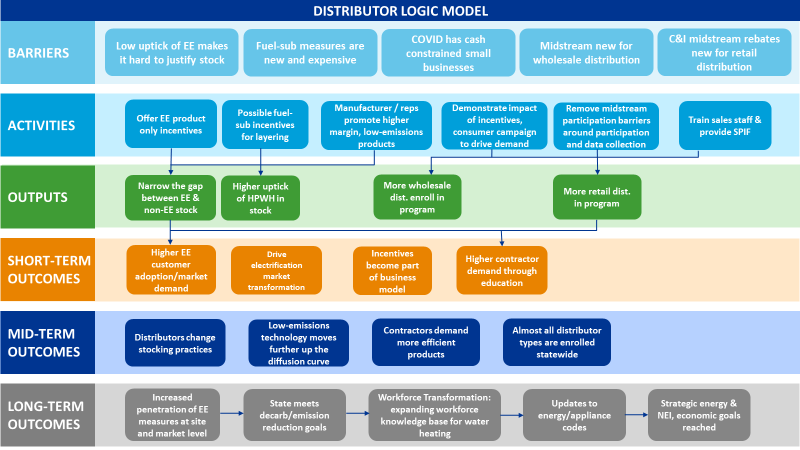 DISTRIBUTOR LOGIC MODEL
BARRIERS
Low uptick of EE makes
it hard to justify stock
Fuel-sub measures are
new and expensive
COVID has cash
constrained small
businesses
Midstream new for
wholesale distribution
C&I midstream rebates
new for retail
distribution
ACTIVITIES
Offer EE product
only incentives
Possible fuel-
sub incentives
for layering
Manufacturer / reps
promote higher
margin, low-emissions
products
Demonstrate impact
of incentives,
consumer campaign
to drive demand
Remove midstream
participation barriers
around participation
and data collection
Train sales staff &
provide SPIF
OUTPUTS
Narrow the gap
between EE &
non-EE stock
Higher uptick
of HPWH in
stock
More wholesale
dist. enroll in
program
More retail dist.
in program
SHORT-TERM
OUTCOMES
Higher EE
customer
adoption/market
demand
Drive
electrification
market
transformation
Incentives
become part
of business
model
Higher contractor
demand through
education
MID-TERM
OUTCOMES
Distributors change
stocking practices
Low-emissions
technology moves
further up the
diffusion curve
Contractors demand
more efficient
products
Almost all distributor
types are enrolled
statewide
LONG-TERM
OUTCOMES
Increased
penetration of EE
measures at site
and market level
State meets
decarb/emission
reduction goals
Workforce Transformation:
expanding workforce
knowledge base for water
heating
Updates to
energy/appliance
codes
Strategic energy &
NEI, economic goals
reached